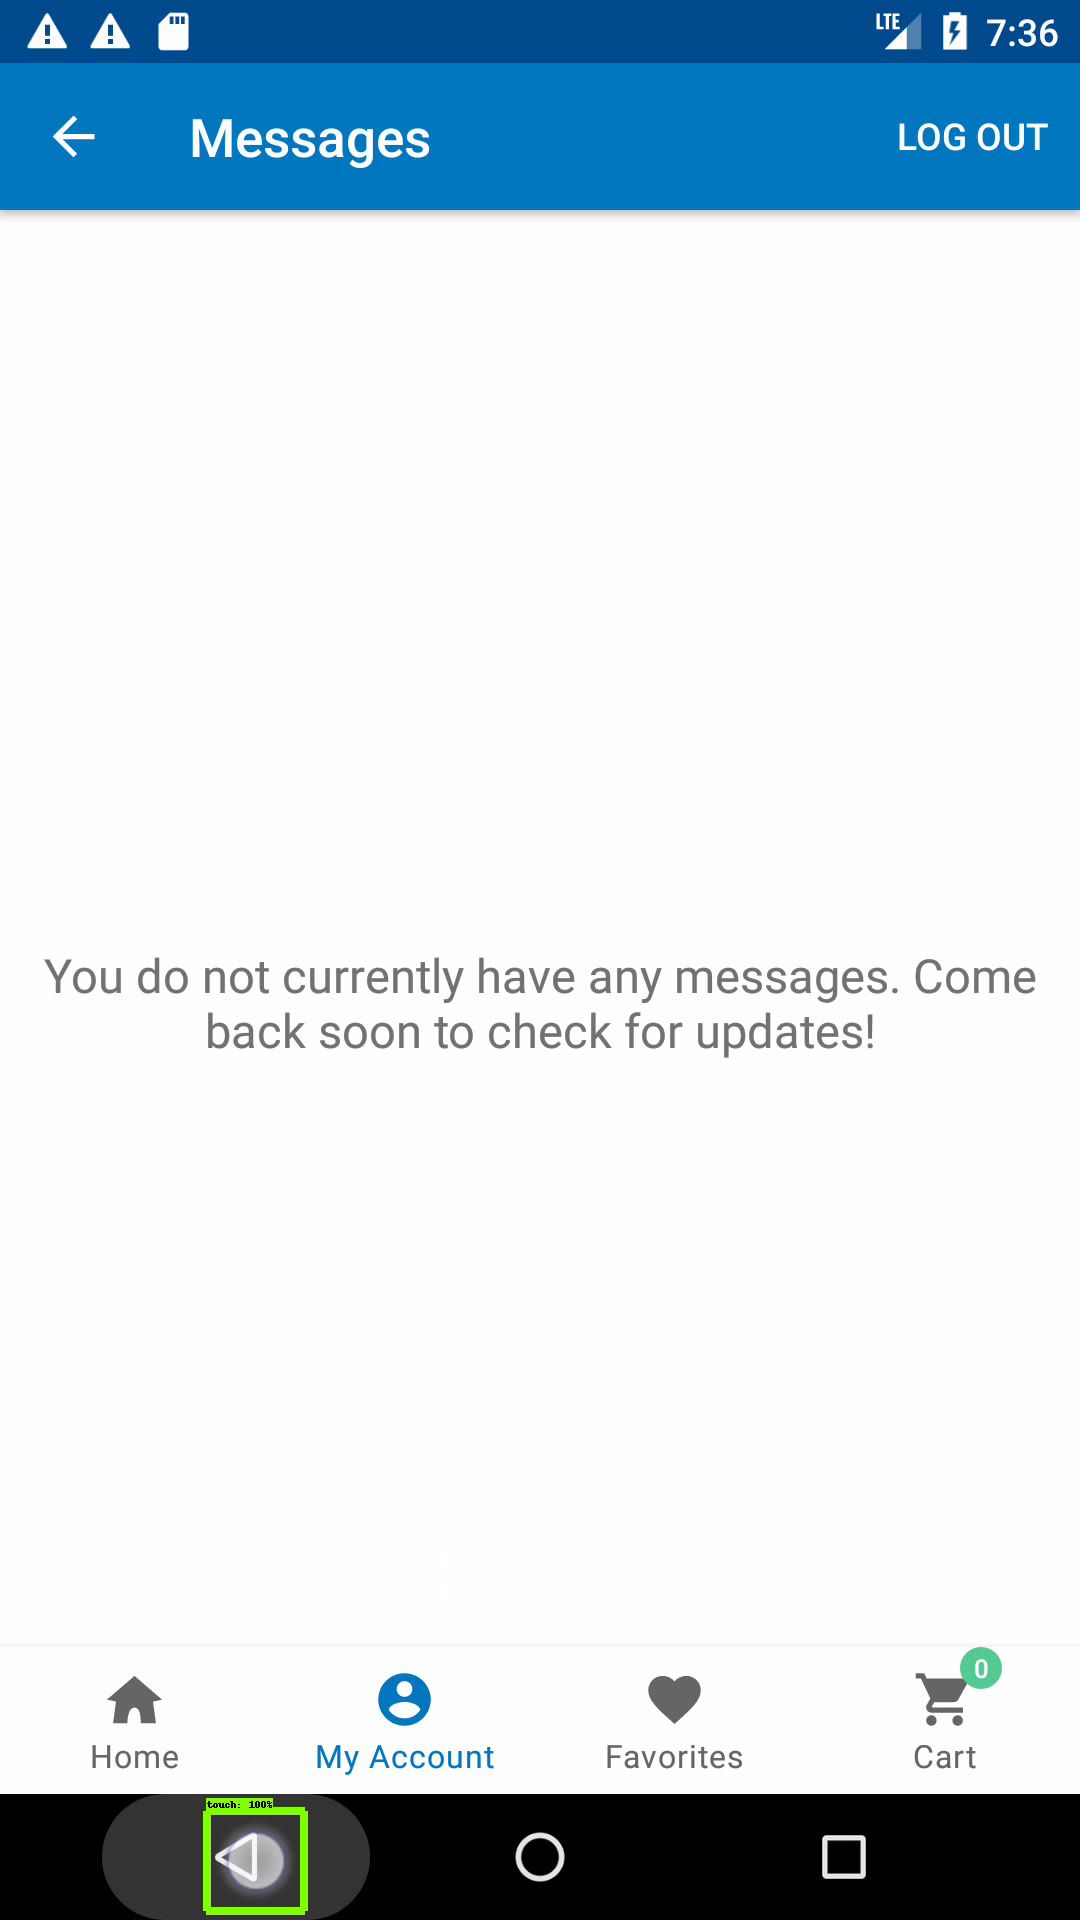 LTE 7:36
Messages LOG OUT
You do not currently have any messages. Come
back soon to check for updates!
0
Home My Account Favorites Cart
touch: 100%